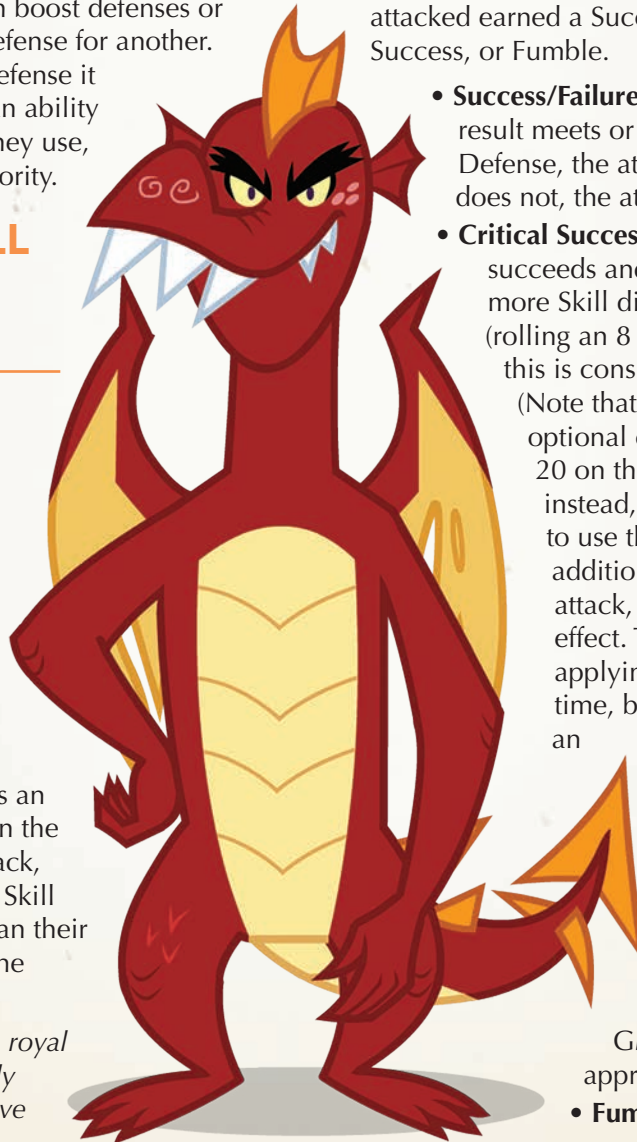 boost defenses or
efense for another.
efense it
n ability
hey use,
ority.
LL
s an
n the
ack,
Skill
an their
he
royal
ly
ve
attacked earned a Succ
Success, or Fumble.
• Success/Failure
result meets or
Defense, the at
does not, the at
• Critical Succes
succeeds and
more Skill di
(rolling an 8
this is cons
(Note that
optional
20 on th
instead,
to use th
addition
attack,
effect. T
applyin
time, b
an
G
appr
• Fum